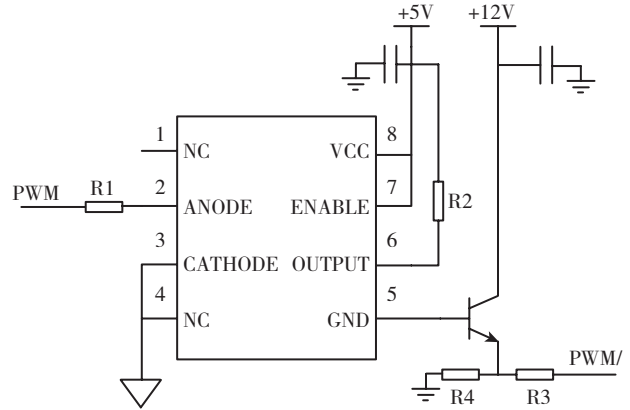 +5V +12V
1 NC VCC 8
PWM R1 2 ANODE ENABLE 7 R2
3 CATHODE OUTPUT 6
4 NC GND 5
PWM/
R4 R3